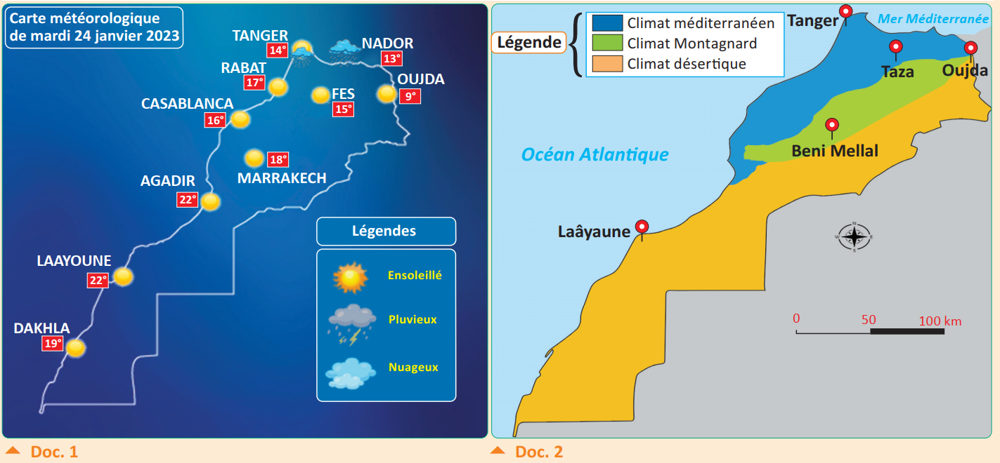 Carte météorologique
de mardi 24 janvier 2023
TANGER
14°
NADOR
13°
RABAT
17°
OUJDA
9°
FES
15°
CASABLANCA
16°
18°
MARRAKECH
AGADIR
22°
LAAYOUNE
22°
DAKHLA
19°
Légendes
Ensoleillé
Pluvieux
Nuageux
Doc. 1
Légende
Climat méditerranéen
Climat Montagnard
Climat désertique
Tanger
Mer Méditerranée
Taza
Oujda
Beni Mellal
Océan Atlantique
Laâyaune
N
W
E
S
0 50 100 km
Doc. 2